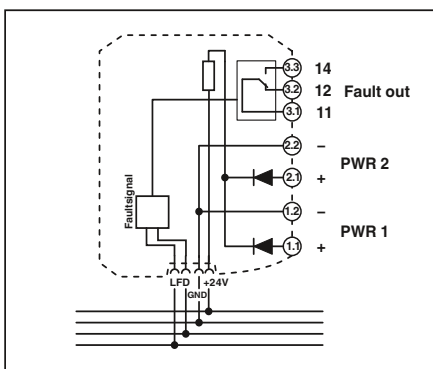 3.3 14
3.2 12 Fault out
3.1 11
2.2 –
PWR 2
2.1 +
1.2 –
PWR 1
1.1 +
Faultsignal
LFD +24V
GND